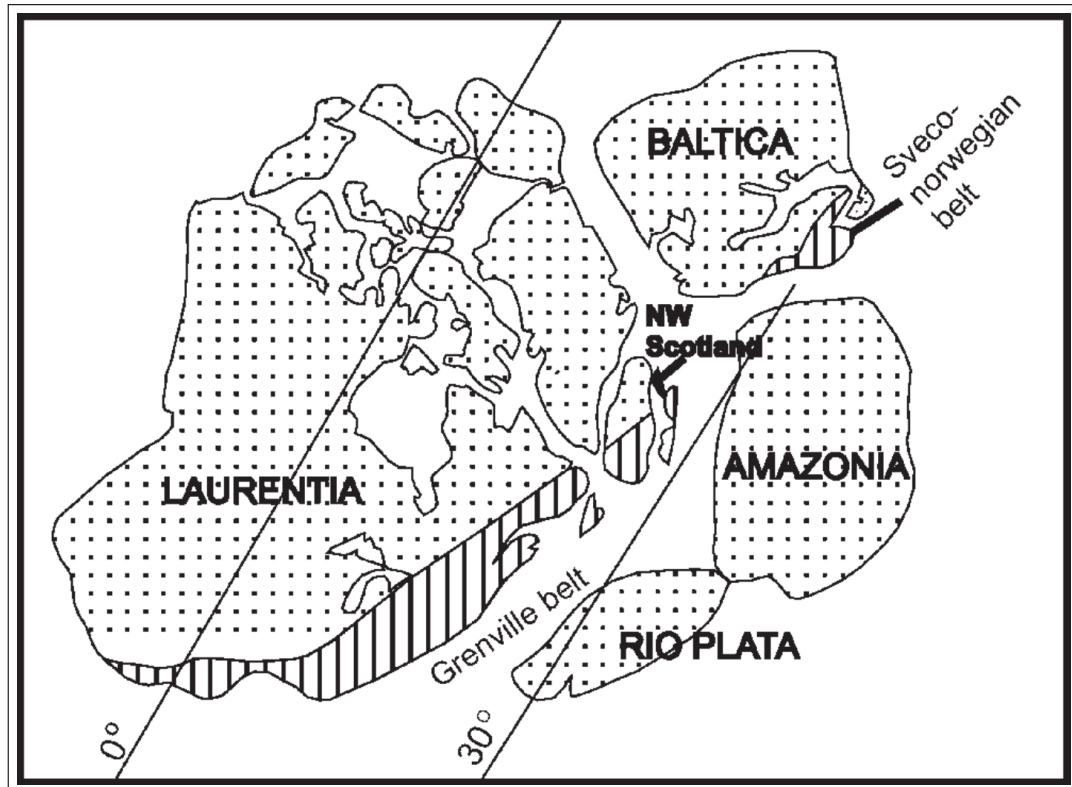 BALTICA
Sveco-
norwegian
belt
NW
Scotland
AMAZONIA
LAURENTIA
Grenville belt
RIO PLATA
0°
30°